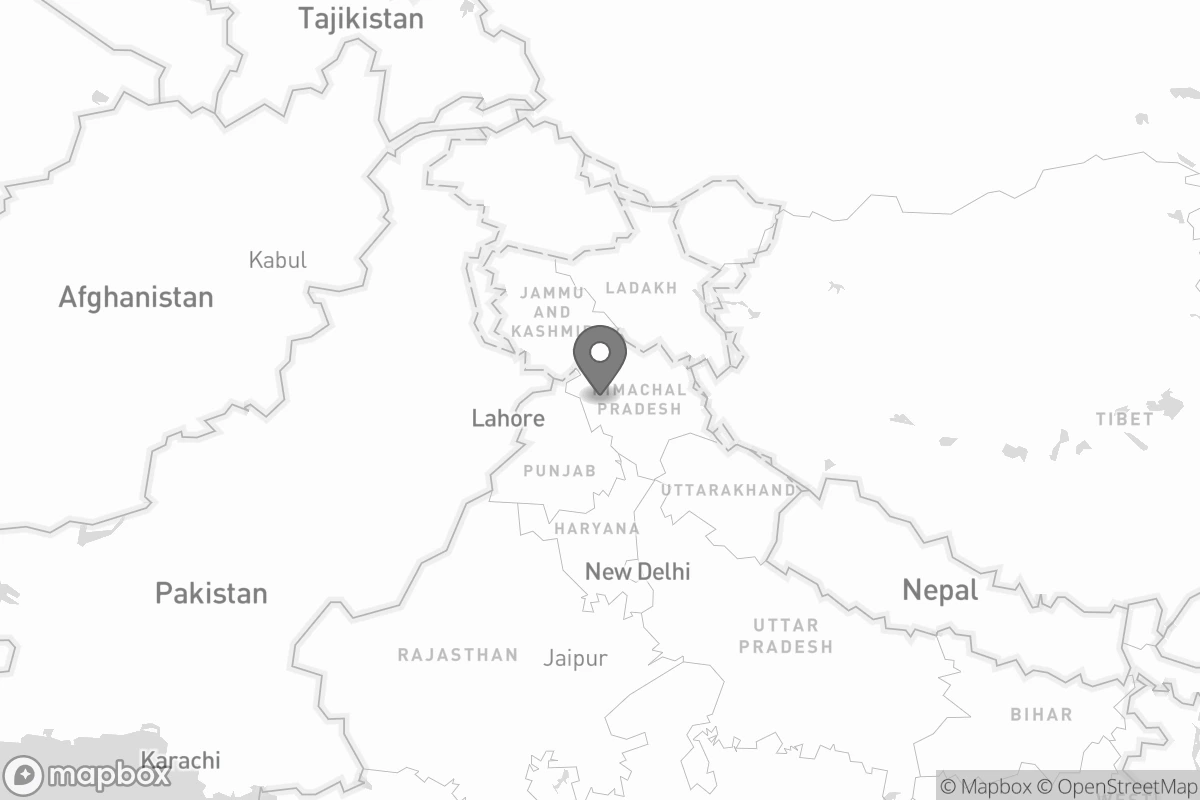 Tajikistan
Kabul
Afghanistan
JAMMU
AND
KASHMIR
LADAKH
HIMACHAL
PRADESH
Lahore
TIBET
PUNJAB
UTTARAKHAND
HARYANA
New Delhi
Pakistan
Nepal
UTTAR
PRADESH
RAJASTHAN
Jaipur
BIHAR
Karachi
mapbox
© Mapbox © OpenStreetMap